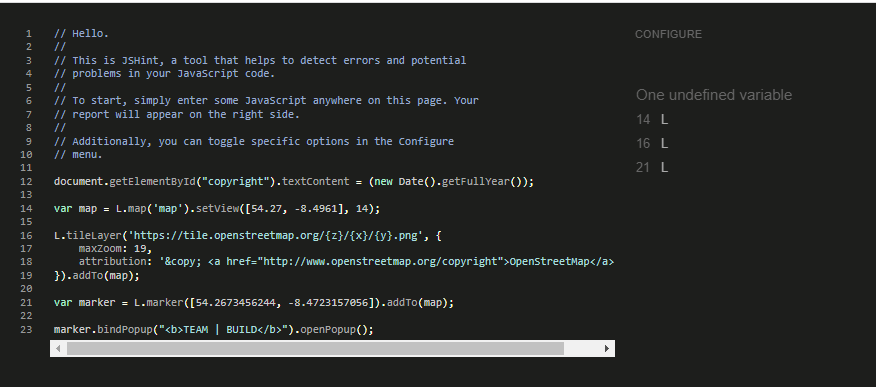 1 // Hello.
2 //
3 // This is JSHint, a tool that helps to detect errors and potential
4 // problems in your JavaScript code.
5 //
6 // To start, simply enter some JavaScript anywhere on this page. Your
7 // report will appear on the right side.
8 //
9 // Additionally, you can toggle specific options in the Configure
10 // menu.
11
12 document.getElementById("copyright").textContent = (new Date().getFullYear());
13
14 var map = L.map('map').setView([54.27, -8.4961], 14);
15
16 L.tileLayer('https://tile.openstreetmap.org/{z}/{x}/{y}.png', {
17     maxZoom: 19,
18     attribution: '&copy; <a href="http://www.openstreetmap.org/copyright">OpenStreetMap</a>
19 }).addTo(map);
20
21 var marker = L.marker([54.2673456244, -8.4723157056]).addTo(map);
22
23 marker.bindPopup("<b>TEAM | BUILD</b>").openPopup();
CONFIGURE
One undefined variable
14 L
16 L
21 L